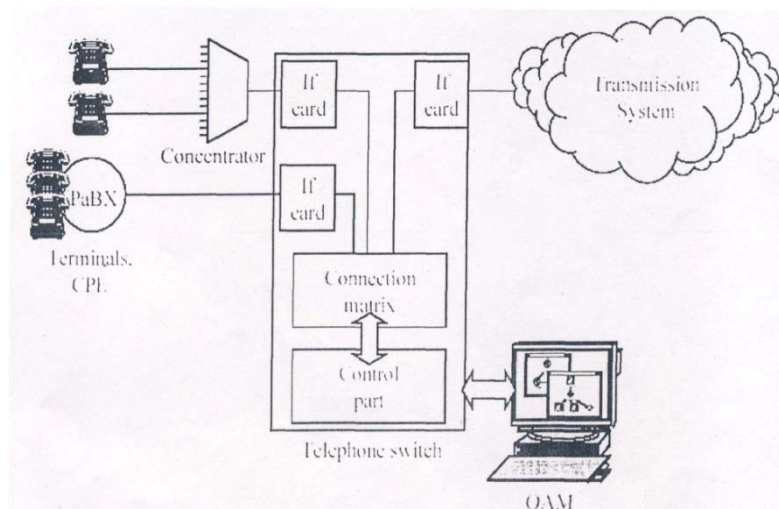 If
card
If
card
Transmission
System
Concentrator
If
card
PaBX
Terminals,
CPE
Connection
matrix
Control
part
Telephone switch
OAM